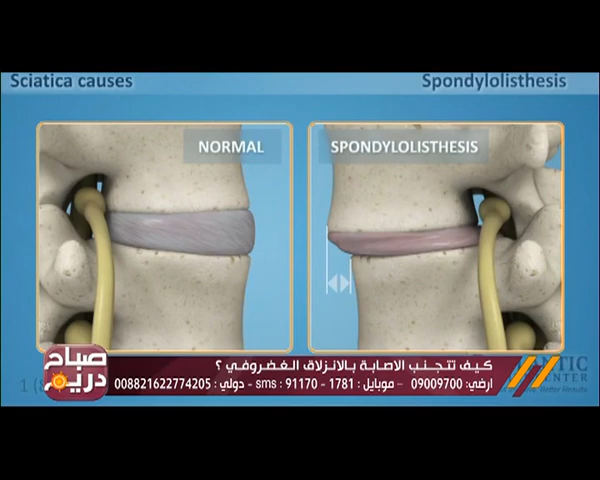 Sciatica causes
Spondylolisthesis
NORMAL
SPONDYLOLISTHESIS
صباح
دريم
كيف تتجنب الاصابة بالانزلاق الغضروفي ؟
ارضي: 09009700 - موبايل : 1781 - 91170 : sms - دولي : 008821622774205